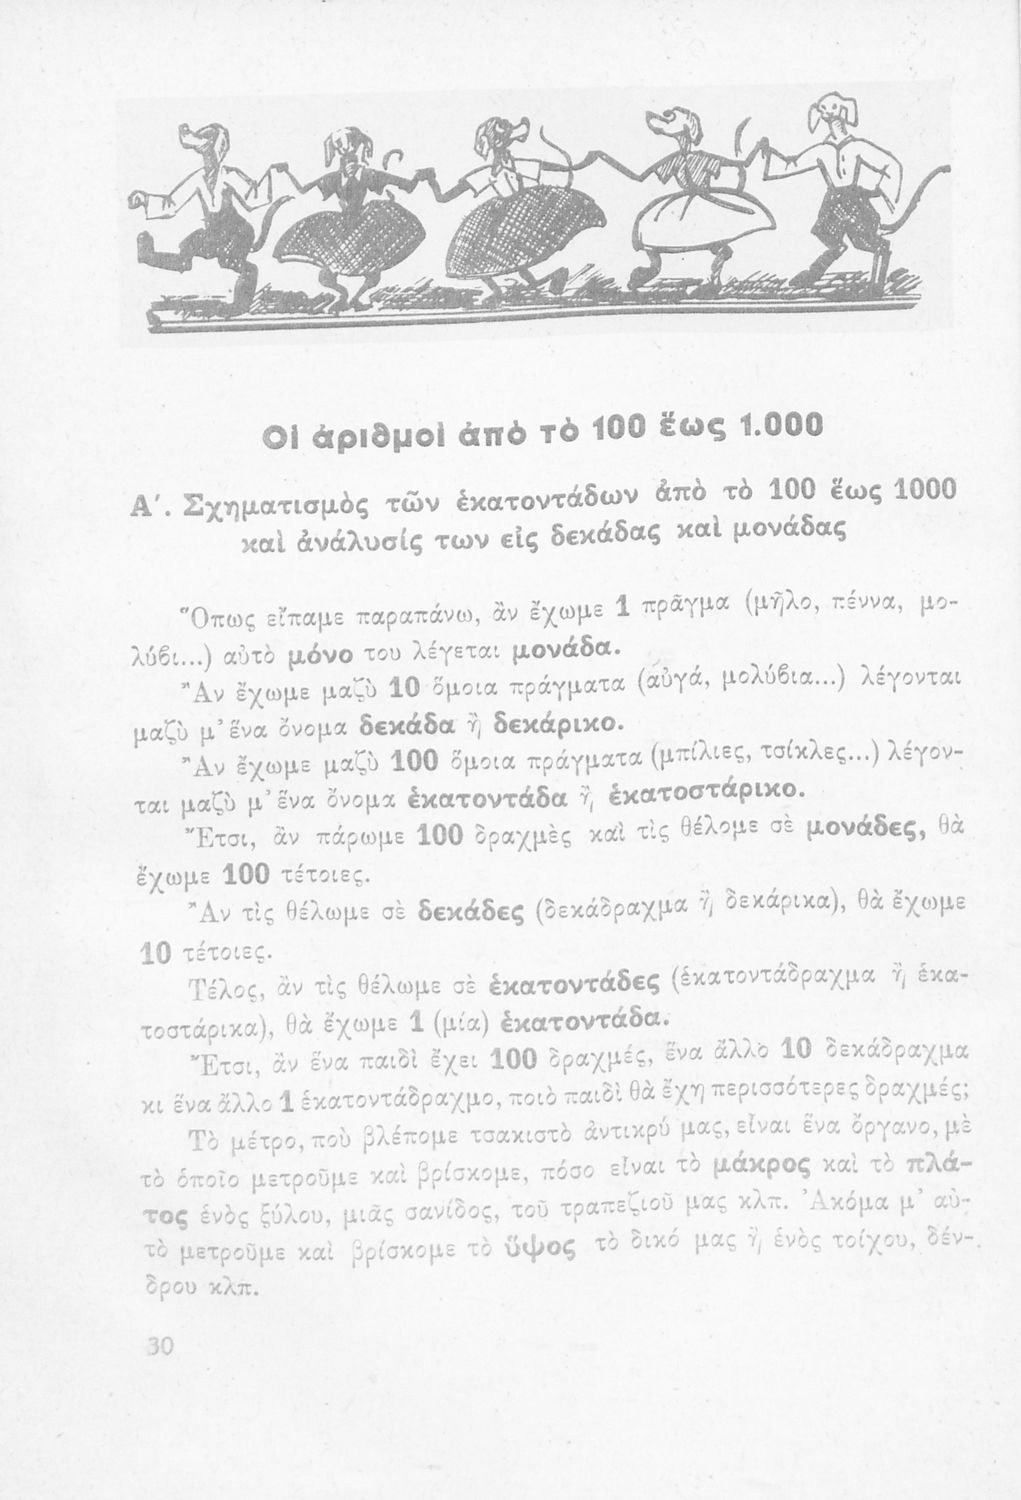 Οἱ ἀριθμοὶ ἀπὸ τὸ 100 ἕως 1.000
Α΄. Σχηματισμὸς τῶν ἑκατοντάδων ἀπὸ τὸ 100 ἕως 1000
καὶ ἀνάλυσίς των εἰς δεκάδας καὶ μονάδας
Ὅπως εἴπαμε παραπάνω, ἂν ἔχωμε 1 πρᾶγμα (μῆλο, πέννα, μο-
λύβι...) αὐτὸ μόνο του λέγεται μονάδα.
Ἂν ἔχωμε μαζὺ 10 ὅμοια πράγματα (αὐγά, μολύβια...) λέγονται
μαζὺ μ' ἕνα ὄνομα δεκάδα ἢ δεκάρικο.
Ἂν ἔχωμε μαζὺ 100 ὅμοια πράγματα (μπίλιες, τσίκλες...) λέγον-
ται μαζὺ μ' ἕνα ὄνομα ἑκατοντάδα ἢ ἑκατοστάρικο.
Ἔτσι, ἂν πάρωμε 100 δραχμὲς καὶ τὶς θέλομε σὲ μονάδες, θὰ
ἔχωμε 100 τέτοιες.
Ἂν τὶς θέλωμε σὲ δεκάδες (δεκάδραχμα ἢ δεκάρικα), θὰ ἔχωμε
10 τέτοιες.
Τέλος, ἂν τὶς θέλωμε σὲ ἑκατοντάδες (ἑκατοντάδραχμα ἢ ἑκα-
τοστάρικα), θὰ ἔχωμε 1 (μία) ἑκατοντάδα.
Ἔτσι, ἂν ἕνα παιδὶ ἔχει 100 δραχμές, ἕνα ἄλλο 10 δεκάδραχμα
κι ἕνα ἄλλο 1 ἑκατοντάδραχμο, ποιὸ παιδὶ θὰ ἔχη περισσότερες δραχμές;
Τὸ μέτρο, ποὺ βλέπομε τσακιστὸ ἀντικρύ μας, εἶναι ἕνα ὄργανο, μὲ
τὸ ὁποῖο μετροῦμε καὶ βρίσκομε, πόσο εἶναι τὸ μάκρος καὶ τὸ πλά-
τος ἑνὸς ξύλου, μιᾶς σανίδος, τοῦ τραπεζιοῦ μας κλπ. Ἀκόμα μ' αὐ-
τὸ μετροῦμε καὶ βρίσκομε τὸ ὕψος τὸ δικό μας ἢ ἑνὸς τοίχου, δέν-
δρου κλπ.
30